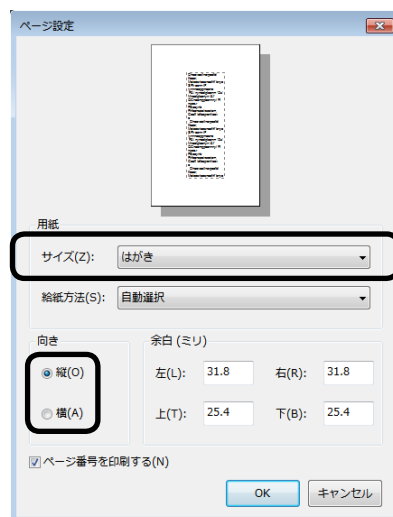 ページ設定
用紙
サイズ(Z): はがき
給紙方法(S): 自動選択
向き
縦(O)
横(A)
余白 (ミリ)
左(L): 31.8 右(R): 31.8
上(T): 25.4 下(B): 25.4
ページ番号を印刷する(N)
OK キャンセル